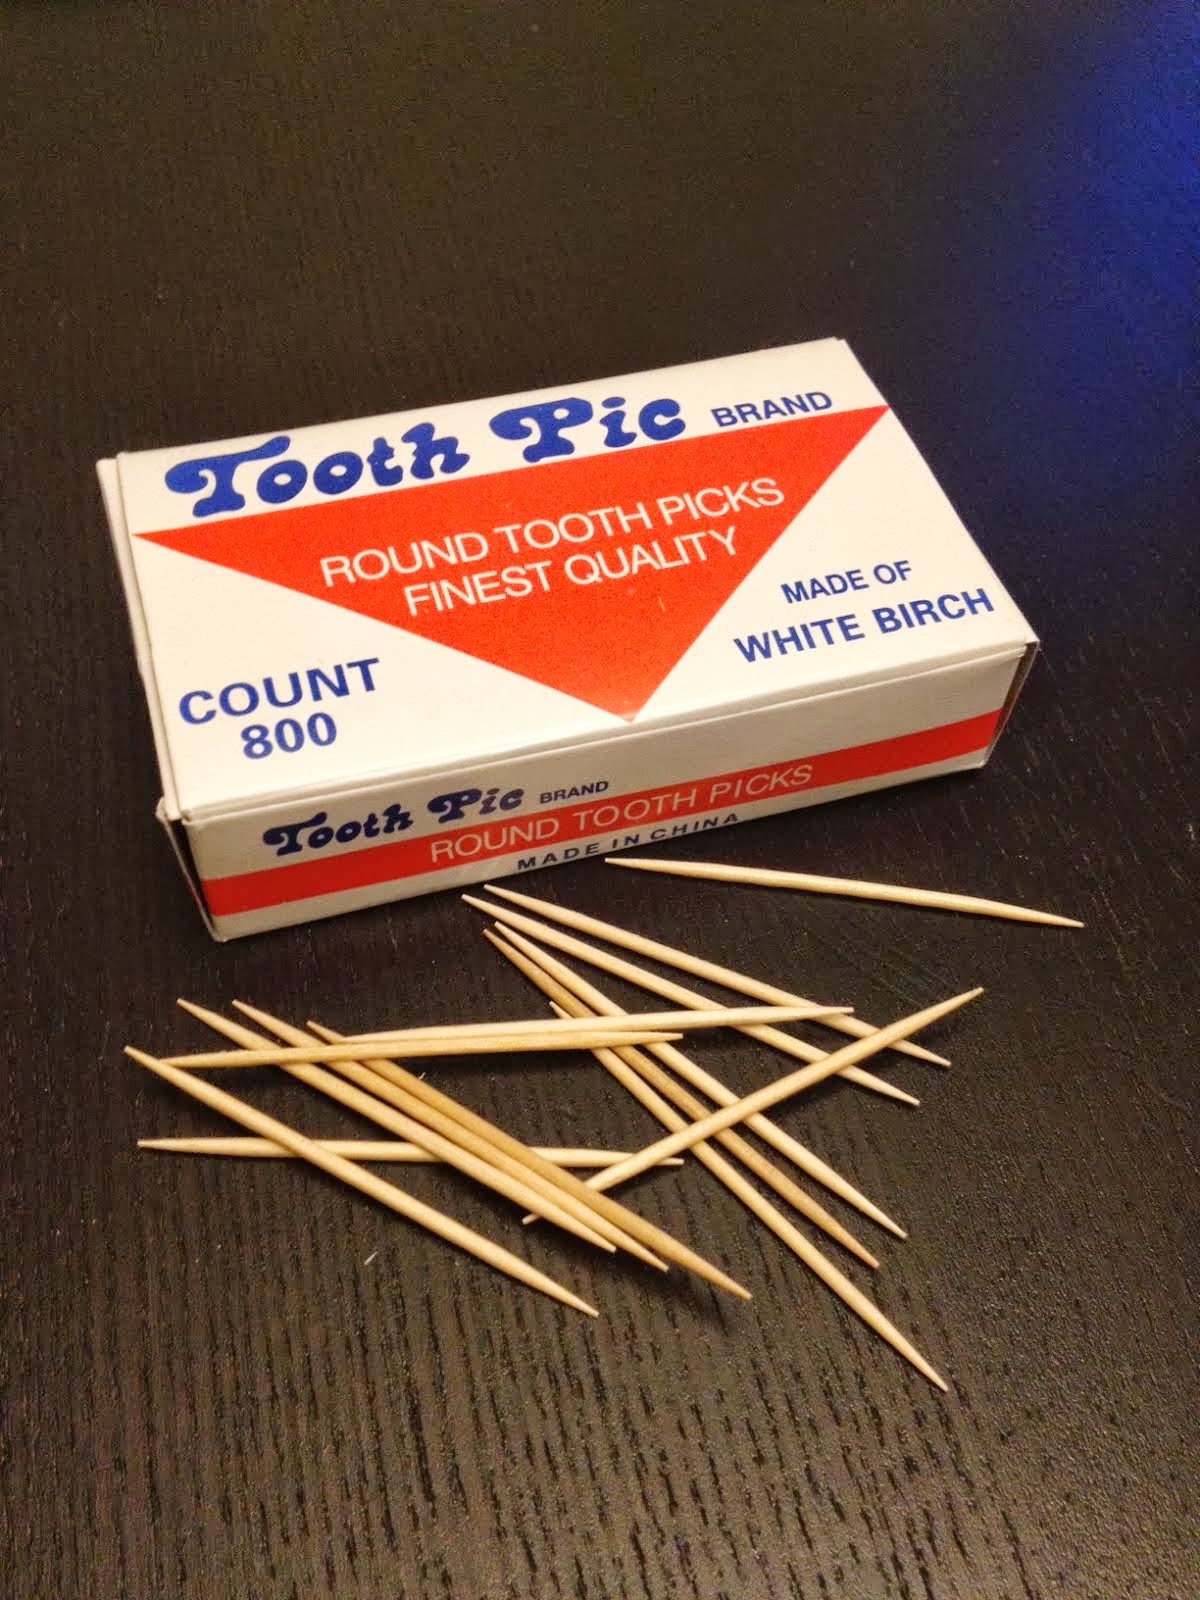 Tooth Pic BRAND
ROUND TOOTH PICKS
FINEST QUALITY
MADE OF
WHITE BIRCH
COUNT
800
Tooth Pic BRAND
ROUND TOOTH PICKS
MADE IN CHINA